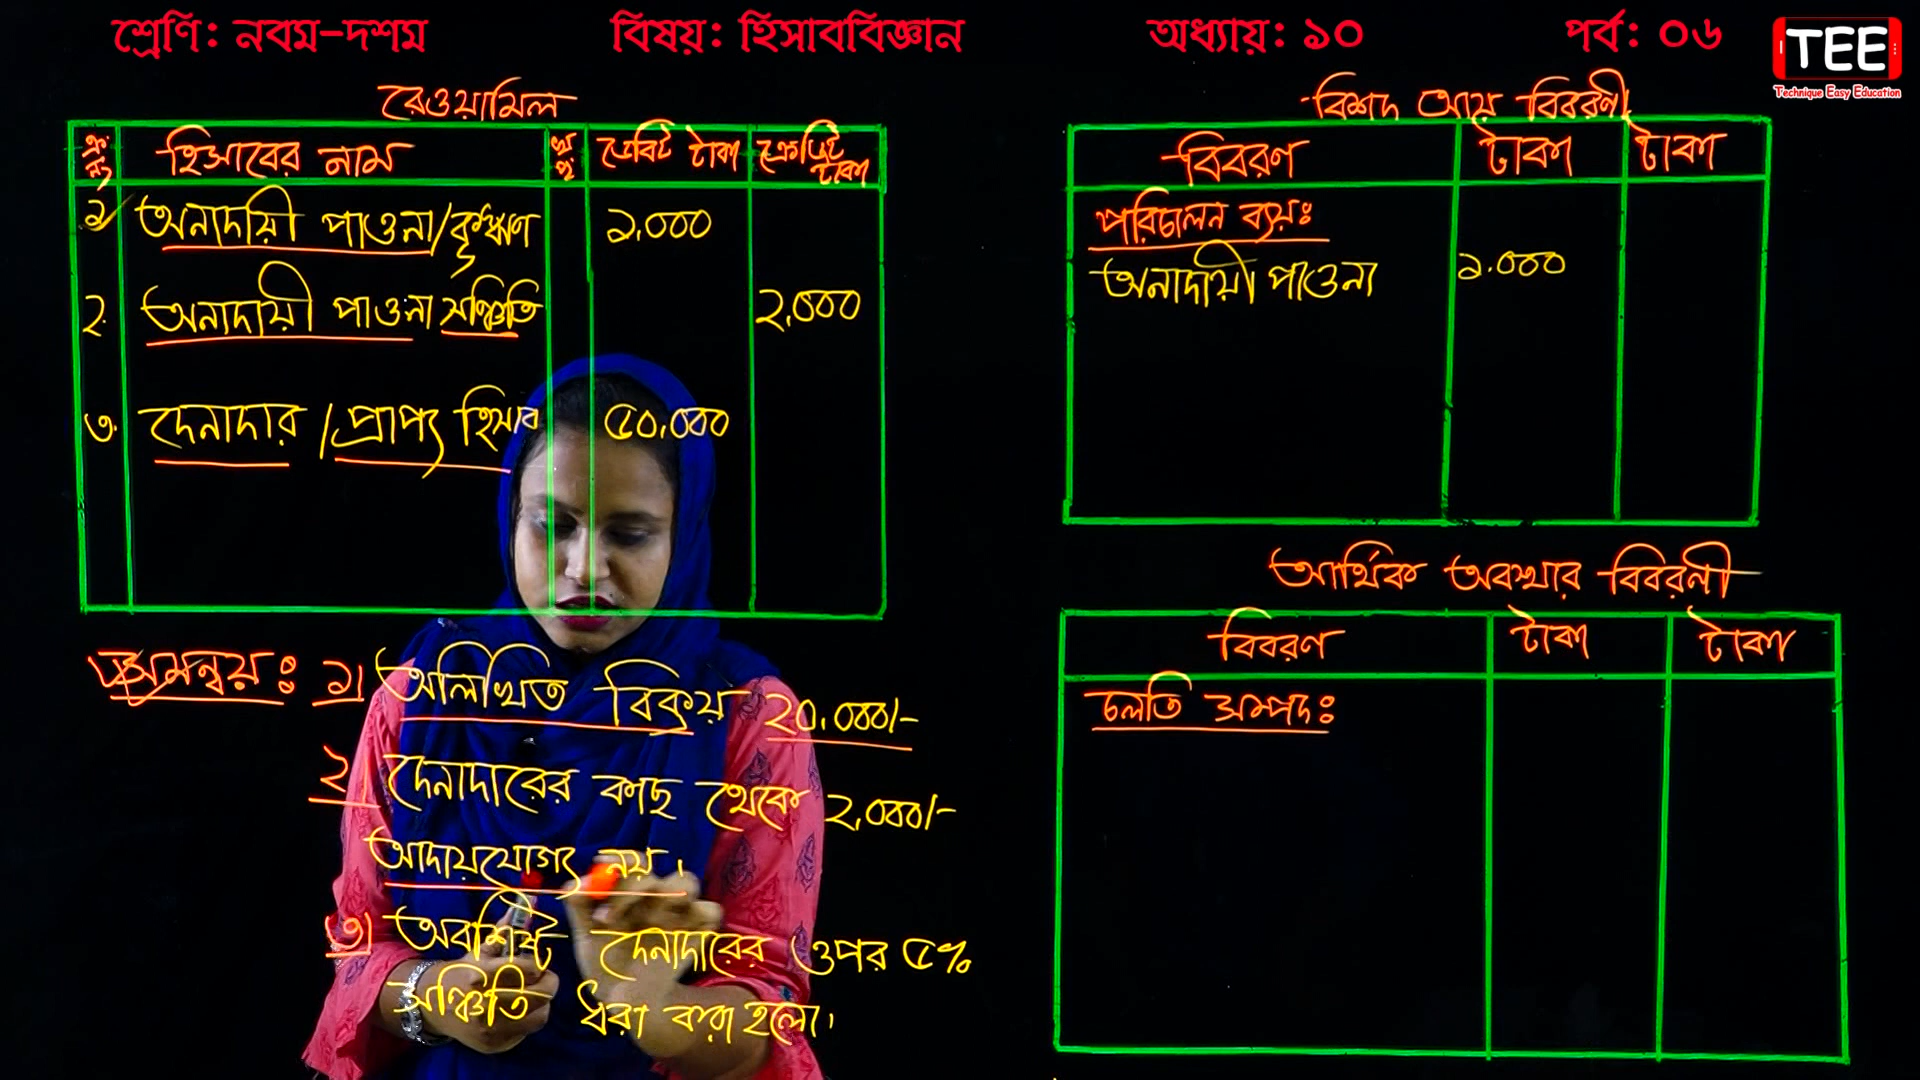 শ্রেণি: নবম-দশম
বিষয়: হিসাববিজ্ঞান
অধ্যায়: ১০
পর্ব: ০৬
TEE
Technique Easy Education
রেওয়ামিল
ক্র: নং হিসাবের নাম খ: পৃ: ডেবিট টাকা ক্রেডিট টাকা
১/ অনাদায়ী পাওনা/কুঋণ ১,০০০
২. অনাদায়ী পাওনা সঞ্চিতি ২,০০০
৩. দেনাদার/প্রাপ্য হিসাব ৫০,০০০
সমন্বয়ঃ ১। অলিখিত বিক্রয় ২০,০০০/-
২ দেনাদারের কাছ থেকে ২,০০০/-
আদায়যোগ্য নয়।
৩। অবশিষ্ট দেনাদারের ওপর ৫%
সঞ্চিতি ধরা হলো।
বিশদ আয় বিবরণী
বিবরণ টাকা টাকা
পরিচালন ব্যয়ঃ
অনাদায়ী পাওনা ১.০০০
আর্থিক অবস্থার বিবরণী
বিবরণ টাকা টাকা
চলতি সম্পদঃ